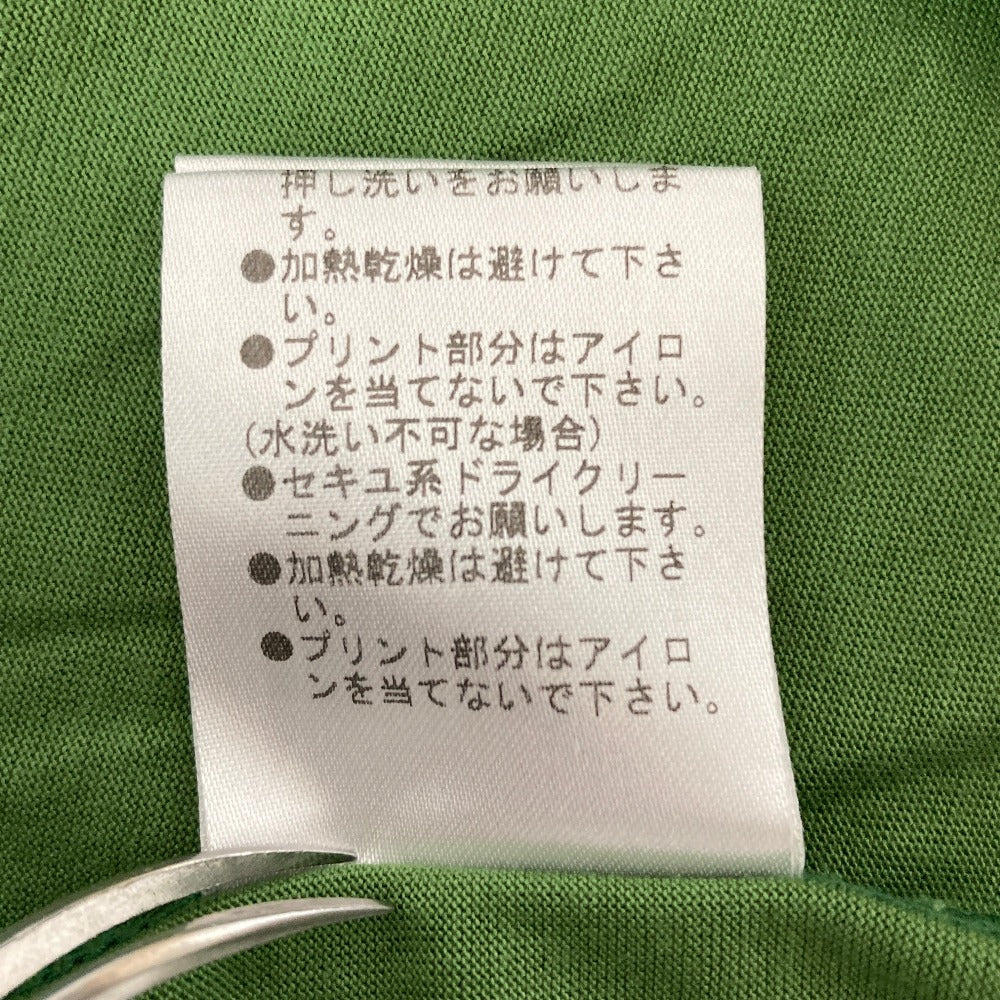 押し洗いをお願いしま
す。
●加熱乾燥は避けて下さ
い。
●プリント部分はアイロ
ンを当てないで下さい。
(水洗い不可な場合)
●セキユ系ドライクリー
ニングでお願いします。
●加熱乾燥は避けて下さ
い。
●プリント部分はアイロ
ンを当てないで下さい。